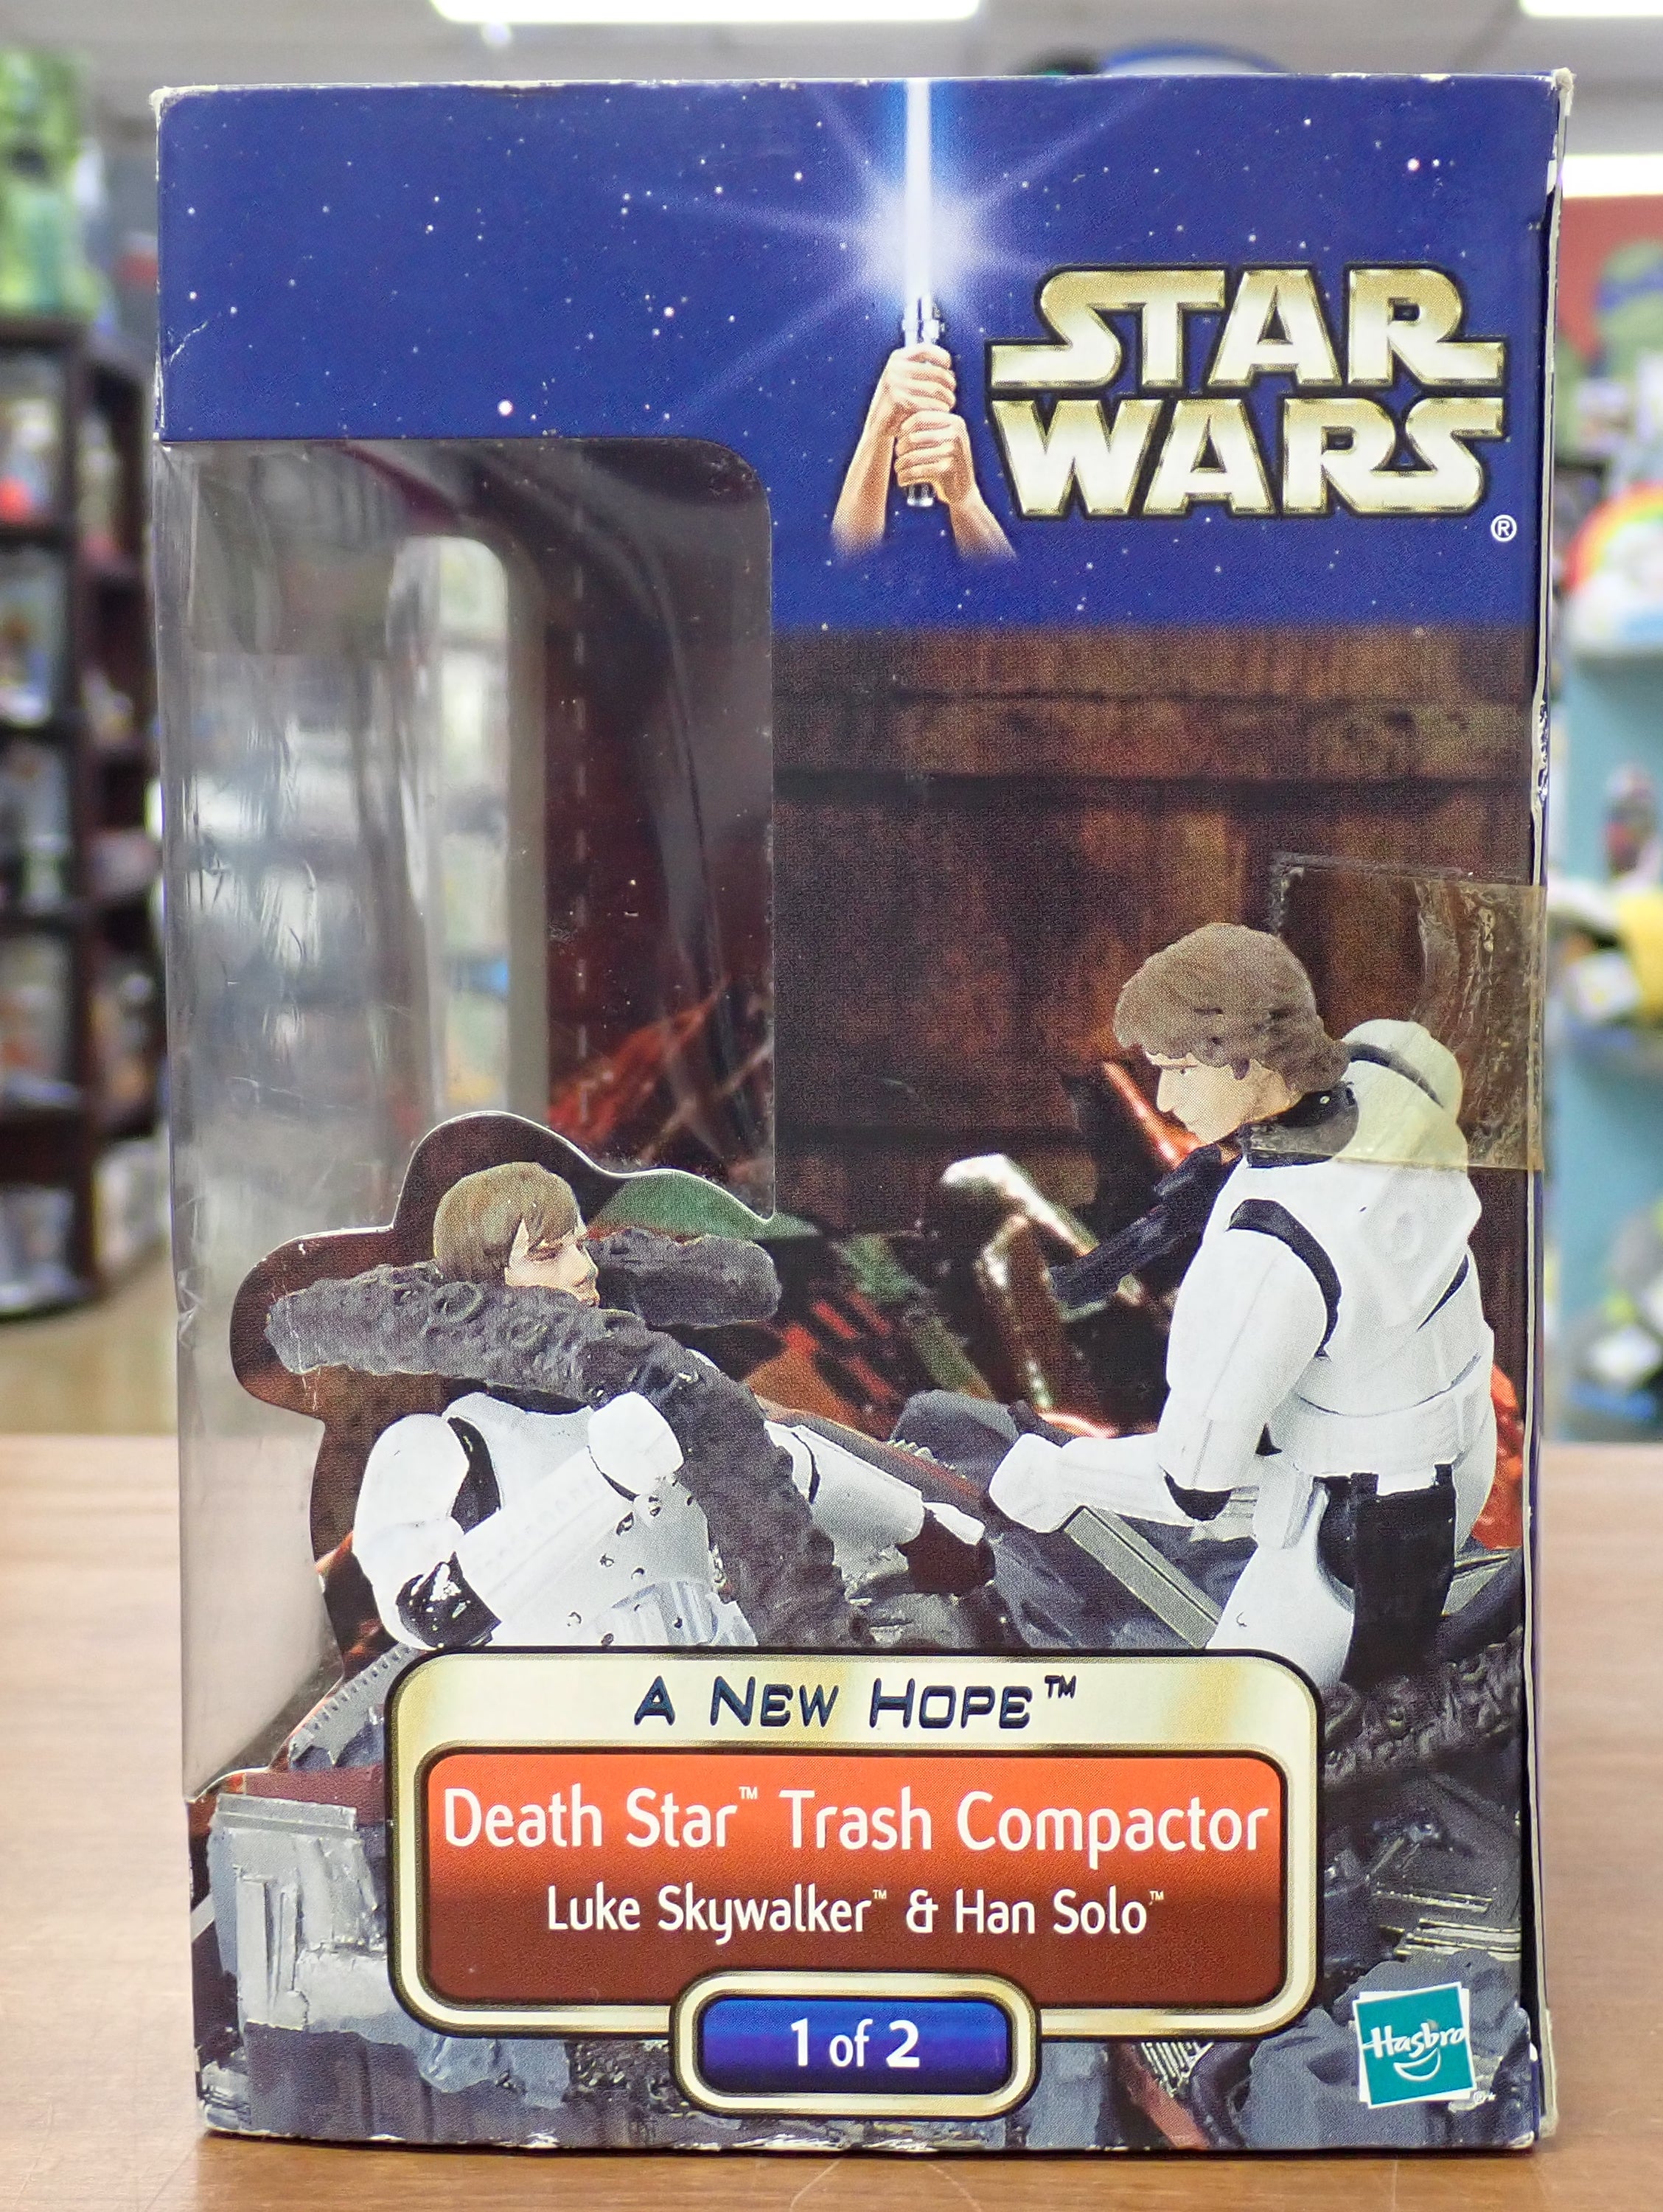 STAR
WARS
®
A NEW HOPE™
Death Star™ Trash Compactor
Luke Skywalker™ & Han Solo™
1 of 2
Hasbro
®*